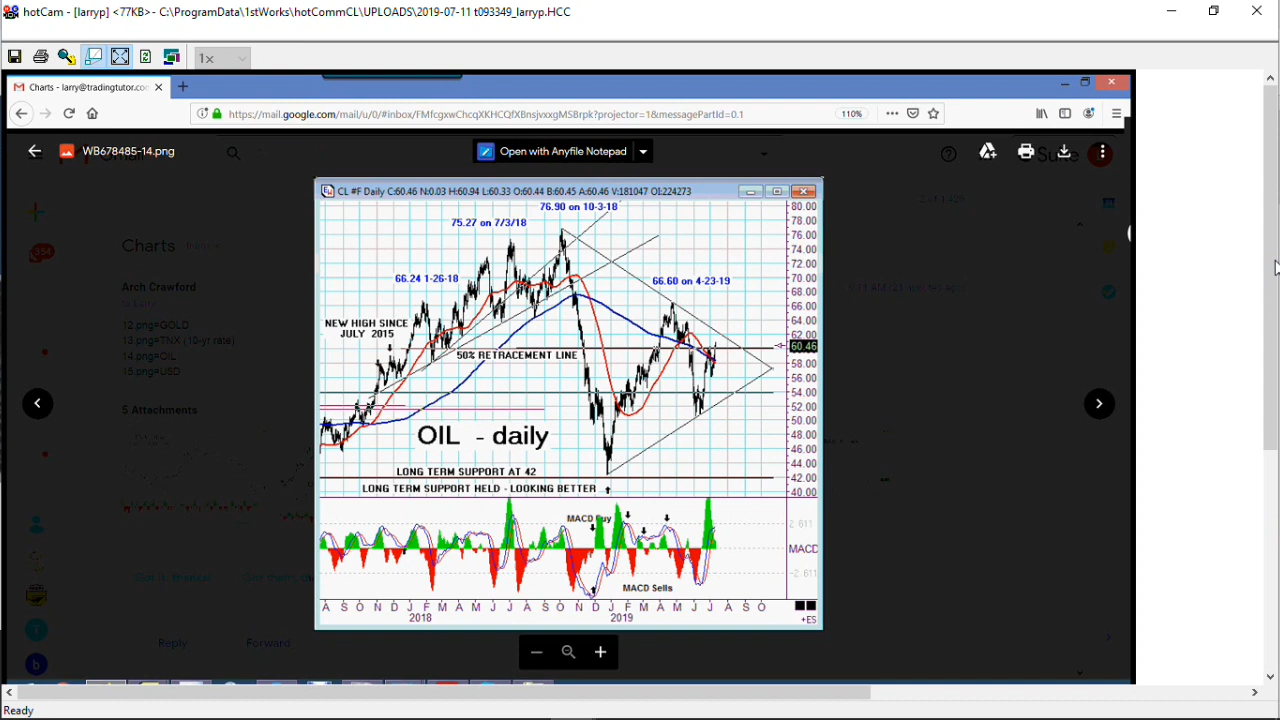 hotCam - [larryp] <77KB> - C:\ProgramData\1stWorks\hotCommCL\UPLOADS\2019-07-11 t093349_larryp.HCC
1x
Charts - larry@tradingtutor.co
https://mail.google.com/mail/u/0/#inbox/FMfcgxwChcqXKHCQfXBnsjvxxgMSBrpk?projector=1&messagePartId=0.1
110%
WB678485-14.png
Open with Anyfile Notepad
354
Charts
Arch Crawford
12.png=GOLD
13.png=TNX (10-yr rate)
14.png=OIL
15.png=USD
5 Attachments
Reply
Forward
CL #F Daily C:60.46 N:0.03 H:60.94 L:60.33 O:60.44 B:60.45 A:60.46 V:181047 OI:224273
76.90 on 10-3-18
75.27 on 7/3/18
66.24 1-26-18
66.60 on 4-23-19
NEW HIGH SINCE
JULY 2015
50% RETRACEMENT LINE
OIL - daily
LONG TERM SUPPORT AT 42
LONG TERM SUPPORT HELD - LOOKING BETTER
80.00
78.00
76.00
74.00
72.00
70.00
68.00
66.00
64.00
62.00
60.46
58.00
56.00
54.00
52.00
50.00
48.00
46.00
44.00
42.00
40.00
MACD Buy
2.611
MACD
-2.611
MACD Sells
A S O N D J F M A M J J A S O N D J F M A M J J A S O
2018 2019
+ES
Ready